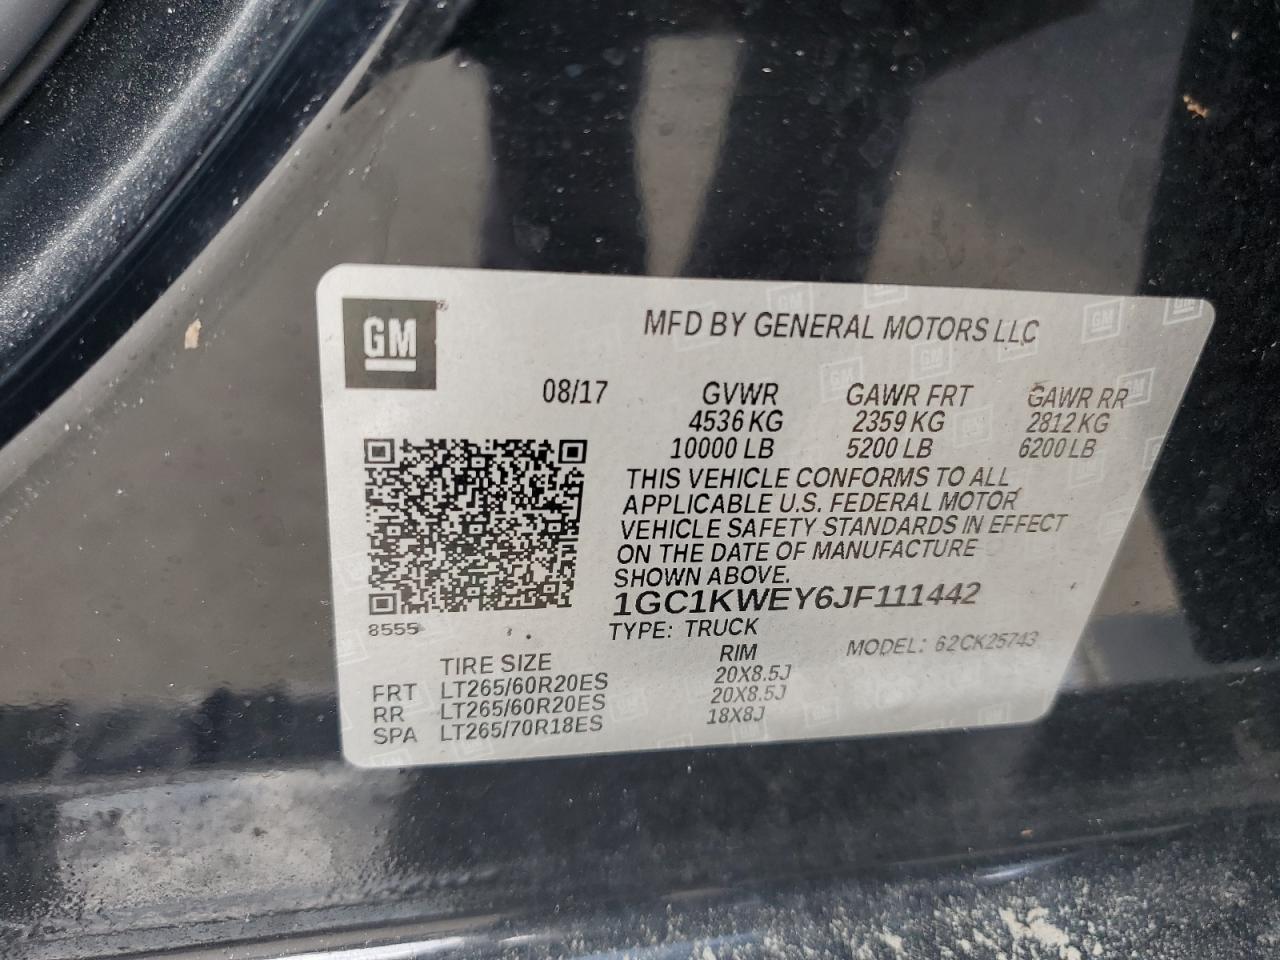 GM
MFD BY GENERAL MOTORS LLC
08/17 GVWR GAWR FRT GAWR RR
4536 KG 2359 KG 2812 KG
10000 LB 5200 LB 6200 LB
THIS VEHICLE CONFORMS TO ALL
APPLICABLE U.S. FEDERAL MOTOR
VEHICLE SAFETY STANDARDS IN EFFECT
ON THE DATE OF MANUFACTURE
SHOWN ABOVE.
1GC1KWEY6JF111442
8555
TYPE: TRUCK MODEL: 62CK25743
TIRE SIZE RIM
FRT LT265/60R20ES 20X8.5J
RR LT265/60R20ES 20X8.5J
SPA LT265/70R18ES 18X8J